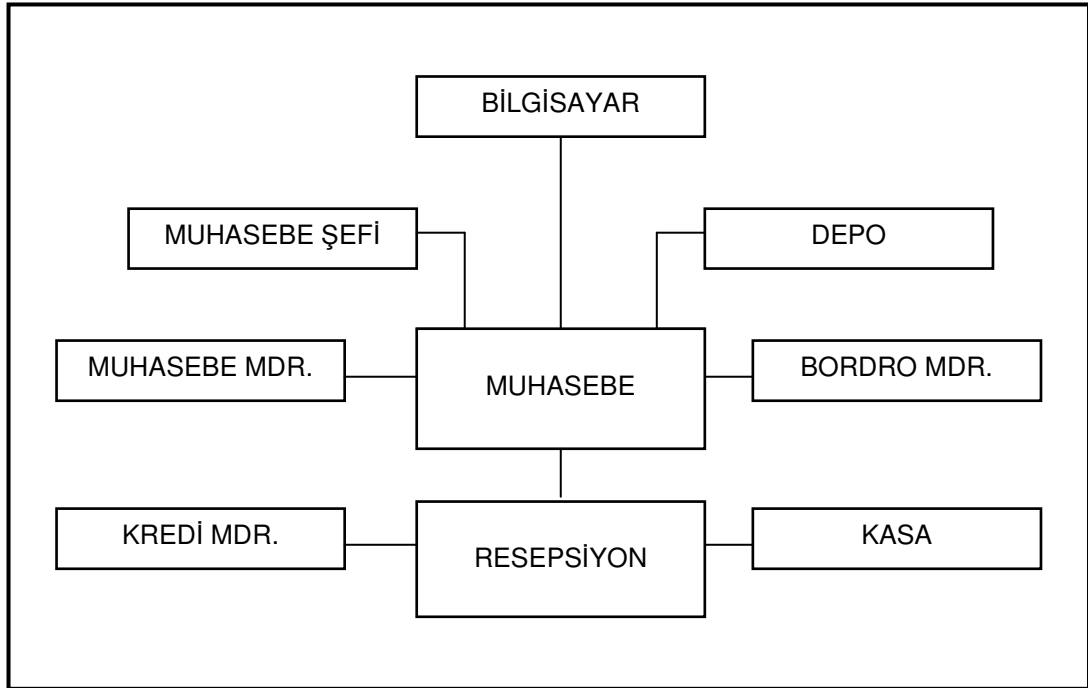 BİLGİSAYAR
MUHASEBE ŞEFİ
DEPO
MUHASEBE MDR.
MUHASEBE
BORDRO MDR.
KREDİ MDR.
RESEPSİYON
KASA